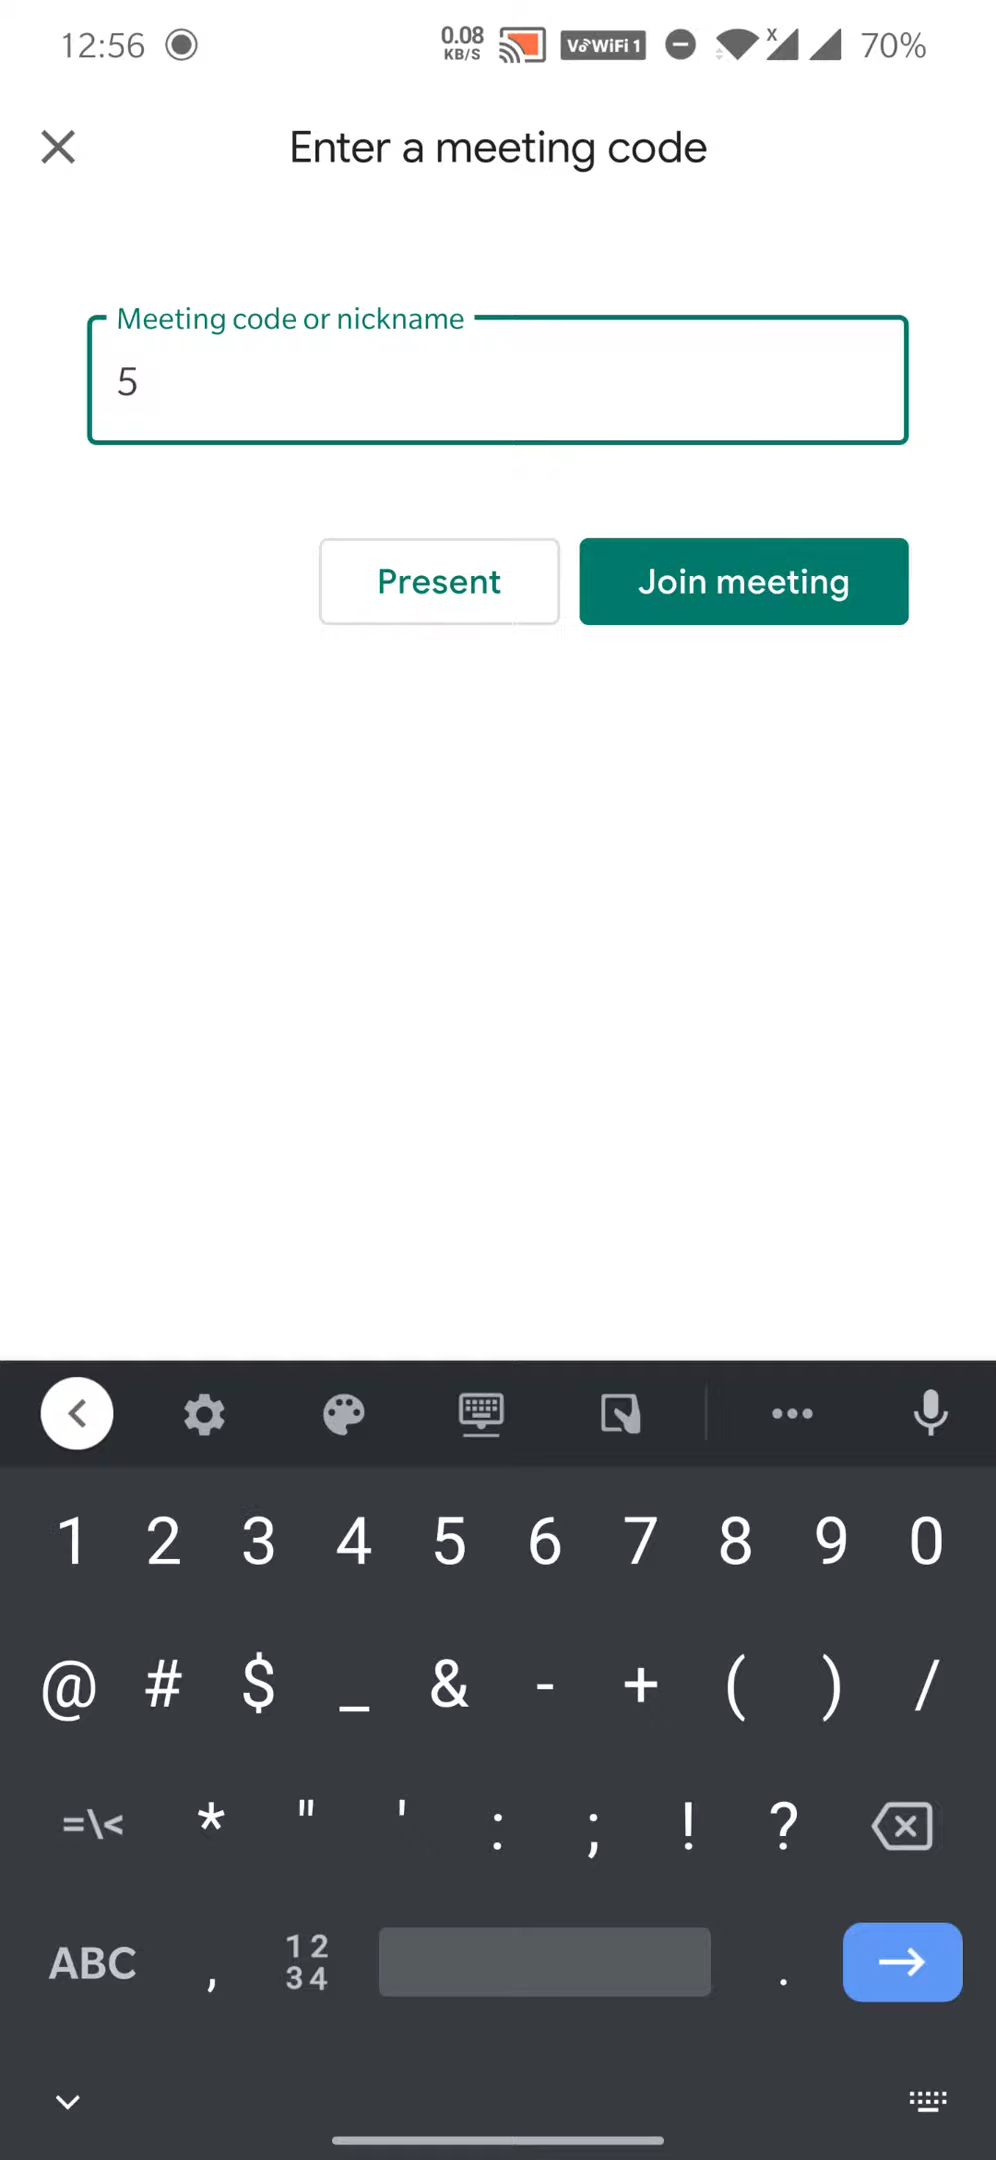 12:56 0.08 KB/S VoWiFi 1 x 70%
Enter a meeting code
Meeting code or nickname
5
Present Join meeting
1 2 3 4 5 6 7 8 9 0
@ # $ _ & - + ( ) /
=\< * " ' : ; ! ?
ABC , 12 34 .